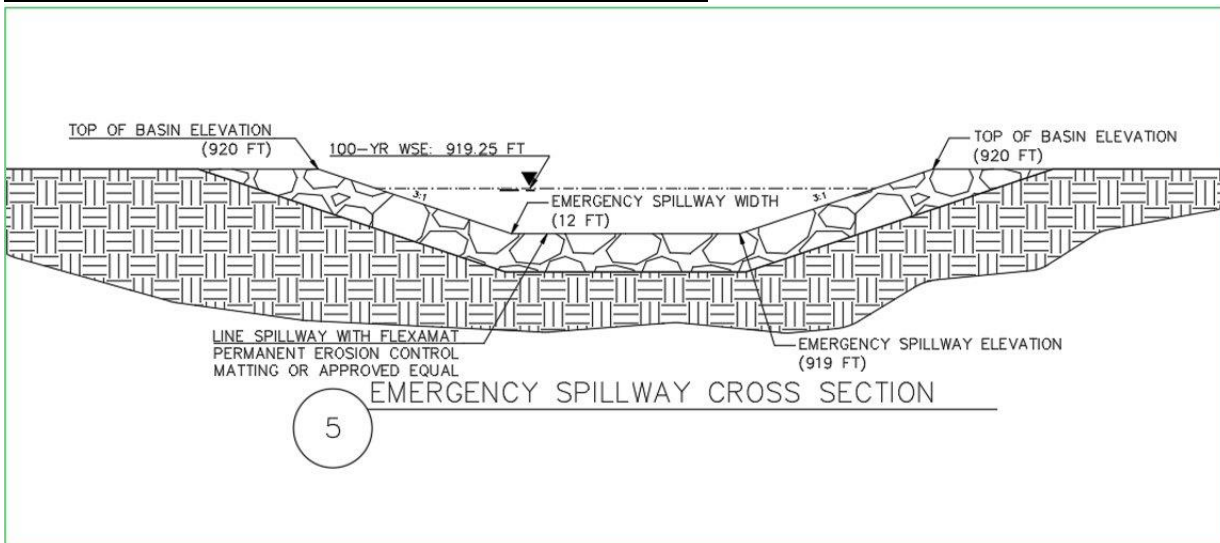 TOP OF BASIN ELEVATION
(920 FT)
100-YR WSE: 919.25 FT
TOP OF BASIN ELEVATION
(920 FT)
3:1
EMERGENCY SPILLWAY WIDTH
(12 FT)
3:1
LINE SPILLWAY WITH FLEXAMAT
PERMANENT EROSION CONTROL
MATTING OR APPROVED EQUAL
EMERGENCY SPILLWAY ELEVATION
(919 FT)
5
EMERGENCY SPILLWAY CROSS SECTION